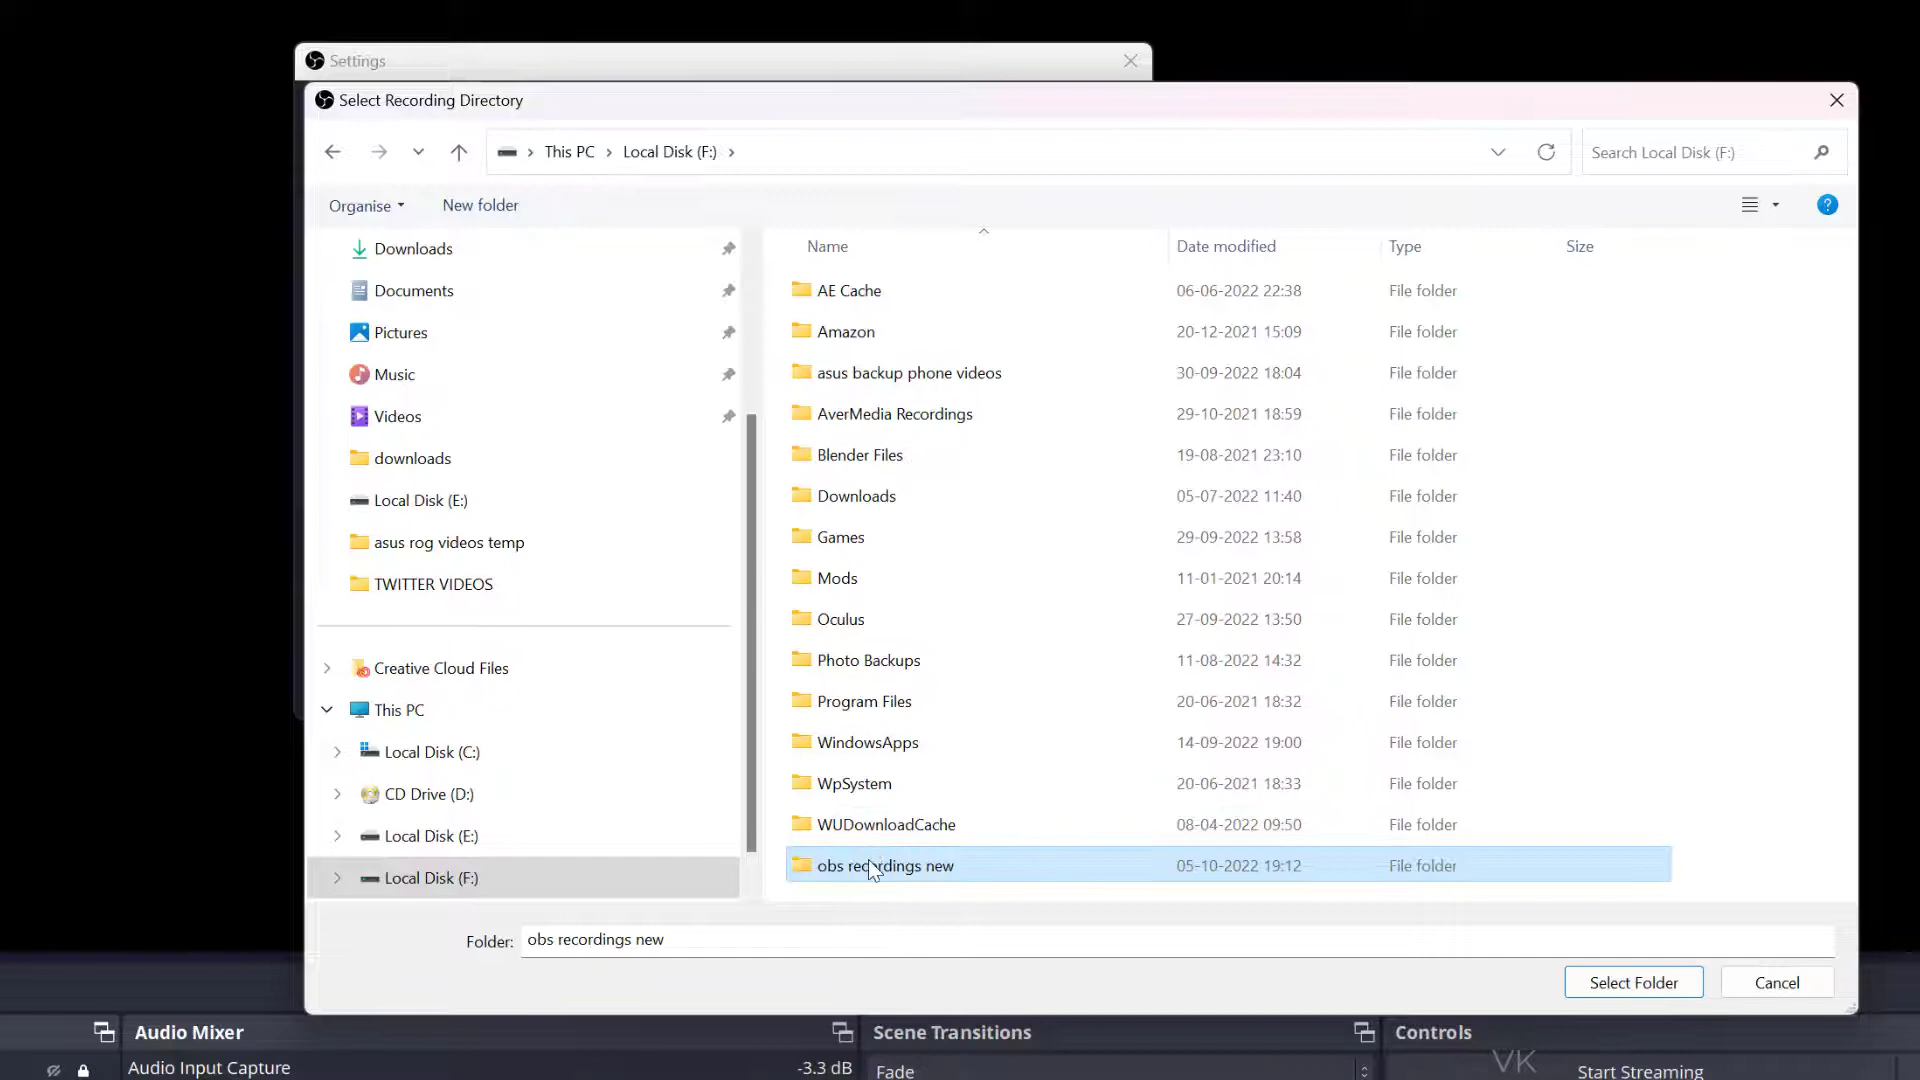 Settings
Select Recording Directory
This PC
Local Disk (F:)
Search Local Disk (F:)
Organise
New folder
?
Name
Date modified
Type
Size
Downloads
Documents
Pictures
Music
Videos
downloads
Local Disk (E:)
asus rog videos temp
TWITTER VIDEOS
Creative Cloud Files
This PC
Local Disk (C:)
CD Drive (D:)
Local Disk (E:)
Local Disk (F:)
AE Cache 06-06-2022 22:38 File folder
Amazon 20-12-2021 15:09 File folder
asus backup phone videos 30-09-2022 18:04 File folder
AverMedia Recordings 29-10-2021 18:59 File folder
Blender Files 19-08-2021 23:10 File folder
Downloads 05-07-2022 11:40 File folder
Games 29-09-2022 13:58 File folder
Mods 11-01-2021 20:14 File folder
Oculus 27-09-2022 13:50 File folder
Photo Backups 11-08-2022 14:32 File folder
Program Files 20-06-2021 18:32 File folder
WindowsApps 14-09-2022 19:00 File folder
WpSystem 20-06-2021 18:33 File folder
WUDownloadCache 08-04-2022 09:50 File folder
obs recordings new 05-10-2022 19:12 File folder
Folder: obs recordings new
Select Folder
Cancel
Audio Mixer
Scene Transitions
Controls
Audio Input Capture
-3.3 dB
Fade
VK
Start Streaming